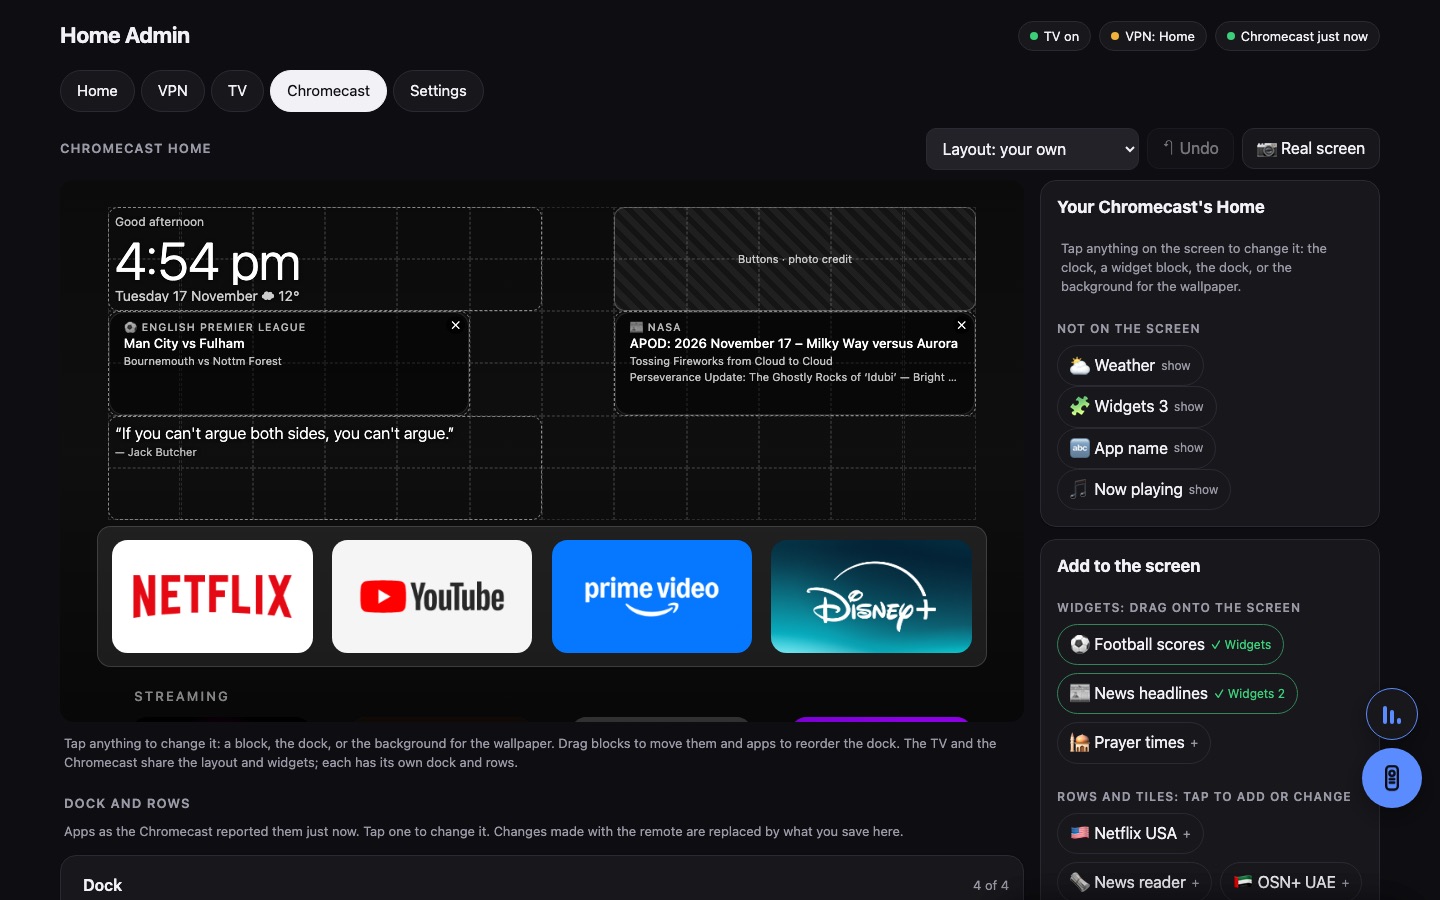 Home Admin
TV on
VPN: Home
Chromecast just now
Home
VPN
TV
Chromecast
Settings
CHROMECAST HOME
Layout: your own
Undo
Real screen
Good afternoon
4:54 pm
Tuesday 17 November 12°
Buttons · photo credit
ENGLISH PREMIER LEAGUE
Man City vs Fulham
Bournemouth vs Nottm Forest
NASA
APOD: 2026 November 17 – Milky Way versus Aurora
Tossing Fireworks from Cloud to Cloud
Perseverance Update: The Ghostly Rocks of ‘Idubi’ — Bright ...
“If you can't argue both sides, you can't argue.”
— Jack Butcher
NETFLIX
YouTube
prime video
Disney+
STREAMING
Tap anything to change it: a block, the dock, or the background for the wallpaper. Drag blocks to move them and apps to reorder the dock. The TV and the
Chromecast share the layout and widgets; each has its own dock and rows.
DOCK AND ROWS
Apps as the Chromecast reported them just now. Tap one to change it. Changes made with the remote are replaced by what you save here.
Dock
4 of 4
Your Chromecast's Home
Tap anything on the screen to change it: the
clock, a widget block, the dock, or the
background for the wallpaper.
NOT ON THE SCREEN
Weather show
Widgets 3 show
abc App name show
Now playing show
Add to the screen
WIDGETS: DRAG ONTO THE SCREEN
Football scores ✓ Widgets
News headlines ✓ Widgets 2
Prayer times +
ROWS AND TILES: TAP TO ADD OR CHANGE
Netflix USA +
News reader +
OSN+ UAE +